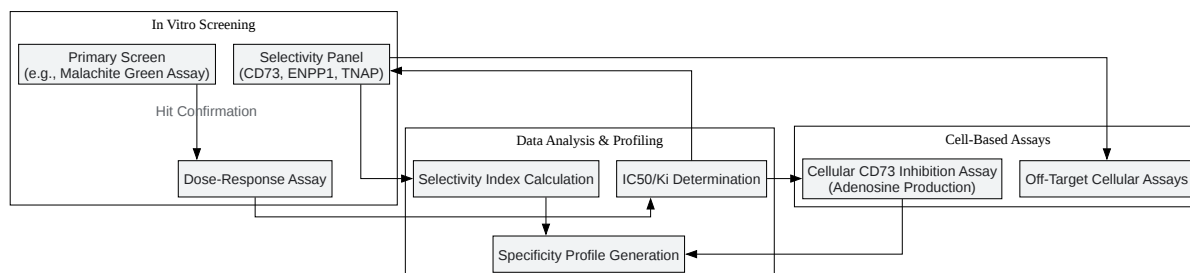 In Vitro Screening
Primary Screen
(e.g., Malachite Green Assay)
Selectivity Panel
(CD73, ENPP1, TNAP)
Hit Confirmation
Dose-Response Assay
Data Analysis & Profiling
Selectivity Index Calculation
IC50/Ki Determination
Specificity Profile Generation
Cell-Based Assays
Cellular CD73 Inhibition Assay
(Adenosine Production)
Off-Target Cellular Assays